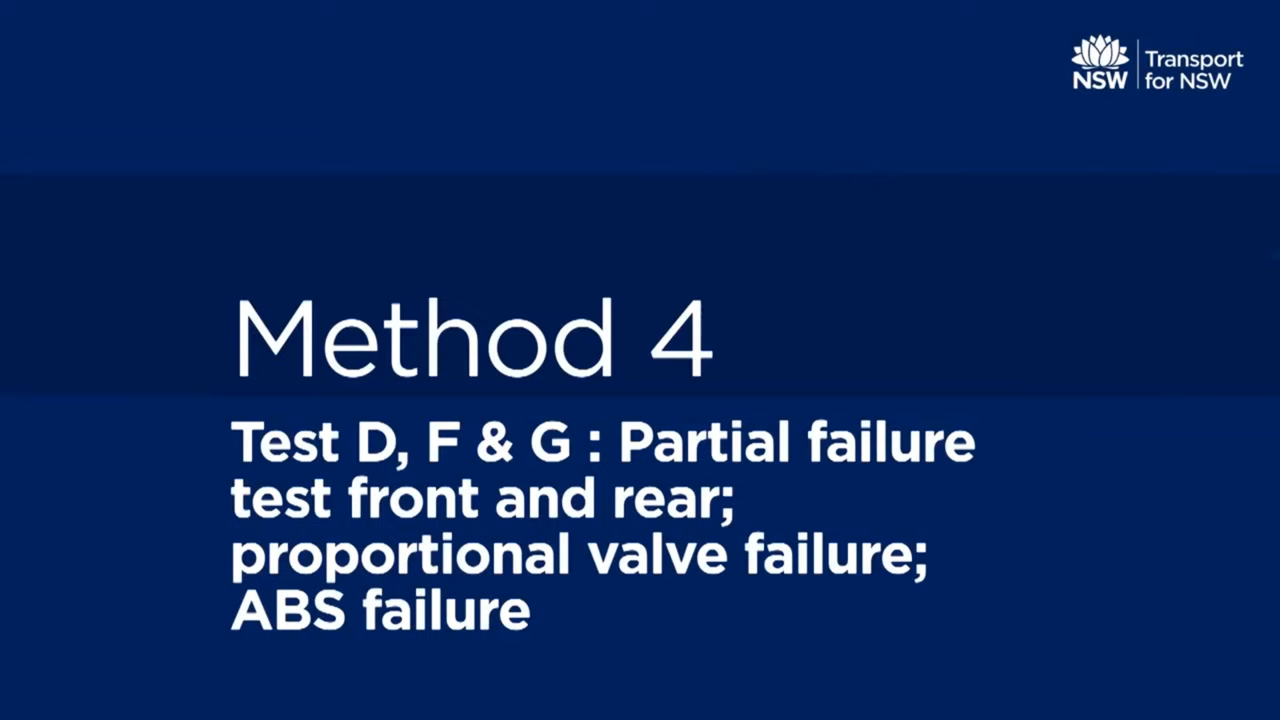 NSW
Transport
for NSW
Method 4
Test D, F & G : Partial failure
test front and rear;
proportional valve failure;
ABS failure